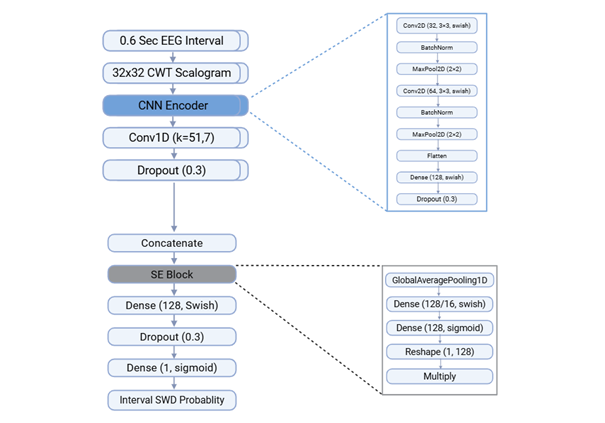 0.6 Sec EEG Interval
32x32 CWT Scalogram
CNN Encoder
Conv1D (k=51,7)
Dropout (0.3)
Concatenate
SE Block
Dense (128, Swish)
Dropout (0.3)
Dense (1, sigmoid)
Interval SWD Probablity
Conv2D (32, 3×3, swish)
BatchNorm
MaxPool2D (2×2)
Conv2D (64, 3×3, swish)
BatchNorm
MaxPool2D (2×2)
Flatten
Dense (128, swish)
Dropout (0.3)
GlobalAveragePooling1D
Dense (128/16, swish)
Dense (128, sigmoid)
Reshape (1, 128)
Multiply